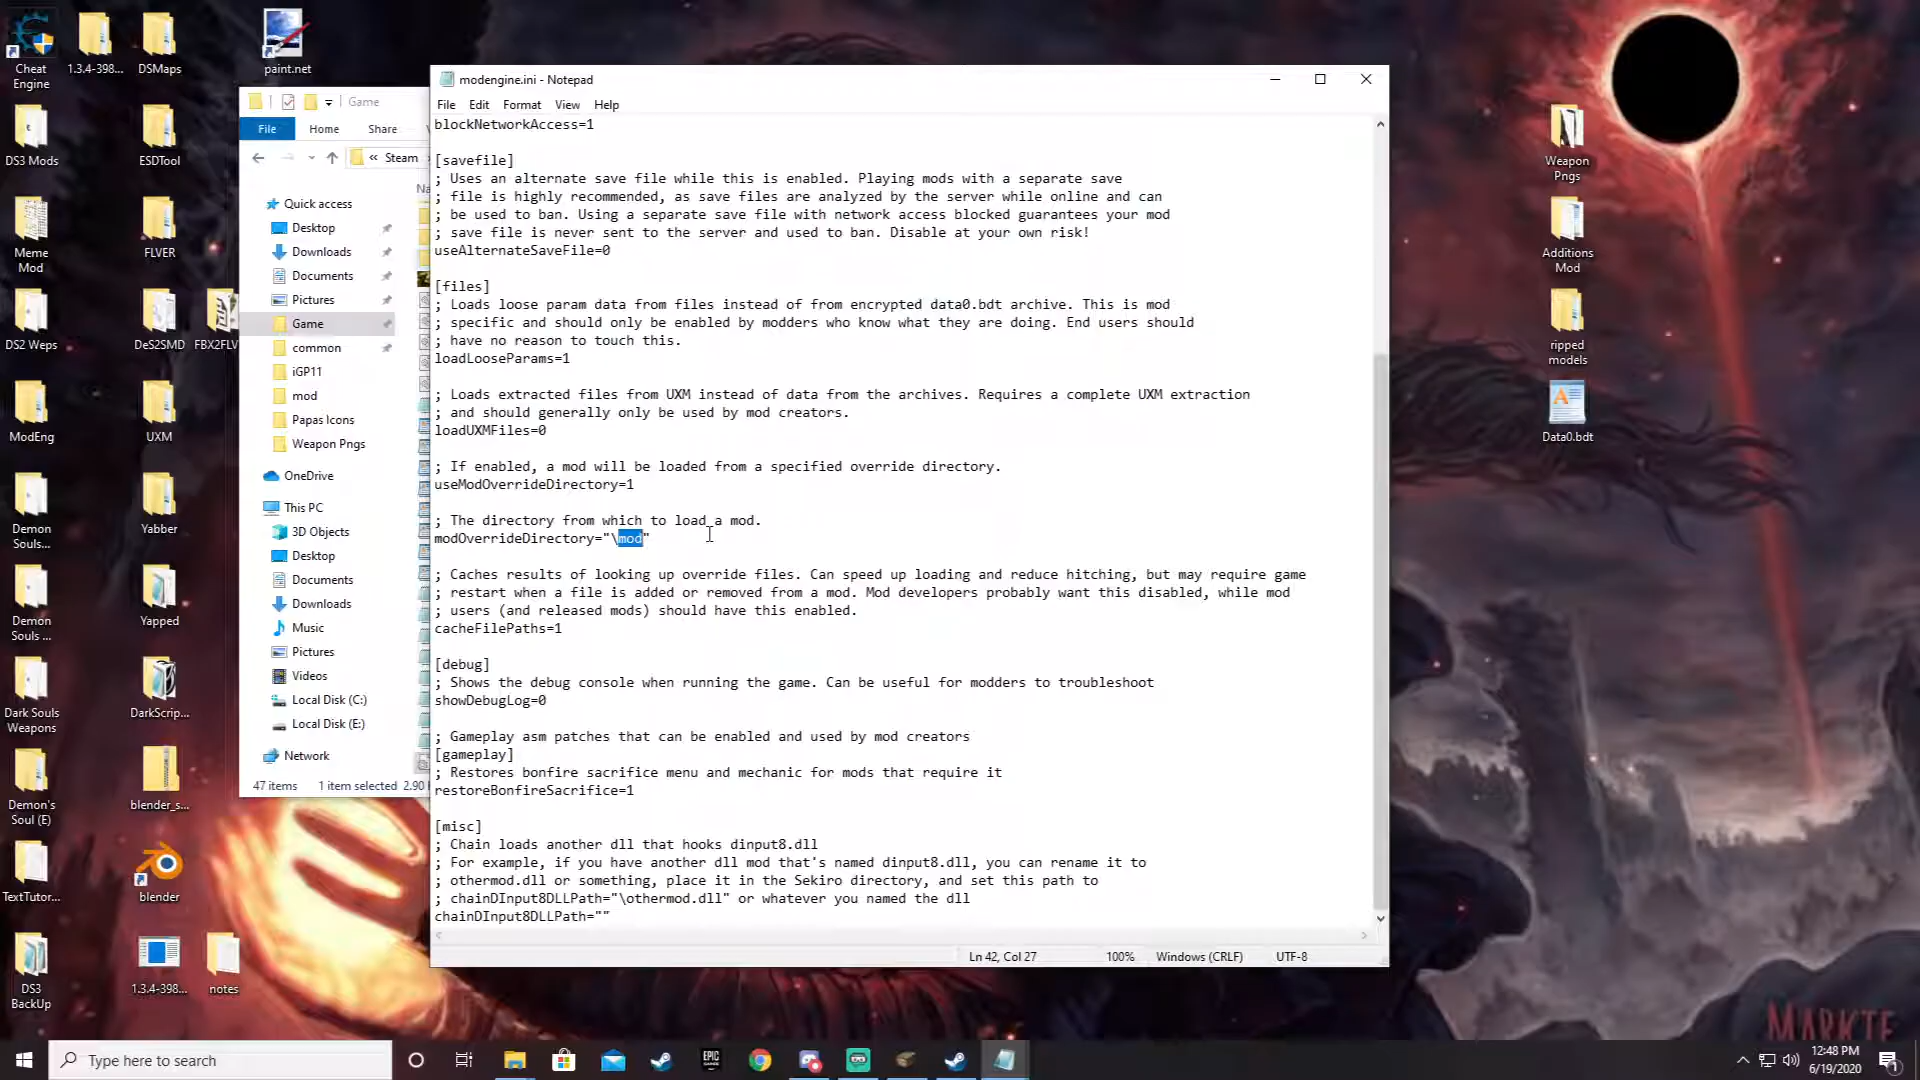 Cheat
Engine
1.3.4-398...
DSMaps
paint.net
DS3 Mods
ESDTool
Meme
Mod
FLVER
DS2 Weps
DeS2SMD
FBX2FLV
ModEng
UXM
Demon
Souls...
Yabber
Demon
Souls ...
Yapped
Dark Souls
Weapons
DarkScrip...
Demon's
Soul (E)
blender_s...
TextTutor...
blender
DS3
BackUp
1.3.4-398...
notes
Game
File
Home
Share
« Steam
Quick access
Desktop
Downloads
Documents
Pictures
Game
common
iGP11
mod
Papas Icons
Weapon Pngs
OneDrive
This PC
3D Objects
Desktop
Documents
Downloads
Music
Pictures
Videos
Local Disk (C:)
Local Disk (E:)
Network
47 items
1 item selected 2.90
modengine.ini - Notepad
File Edit Format View Help
blockNetworkAccess=1
[savefile]
; Uses an alternate save file while this is enabled. Playing mods with a separate save
; file is highly recommended, as save files are analyzed by the server while online and can
; be used to ban. Using a separate save file with network access blocked guarantees your mod
; save file is never sent to the server and used to ban. Disable at your own risk!
useAlternateSaveFile=0
[files]
; Loads loose param data from files instead of from encrypted data0.bdt archive. This is mod
; specific and should only be enabled by modders who know what they are doing. End users should
; have no reason to touch this.
loadLooseParams=1
; Loads extracted files from UXM instead of data from the archives. Requires a complete UXM extraction
; and should generally only be used by mod creators.
loadUXMFiles=0
; If enabled, a mod will be loaded from a specified override directory.
useModOverrideDirectory=1
; The directory from which to load a mod.
modOverrideDirectory="\mod"
; Caches results of looking up override files. Can speed up loading and reduce hitching, but may require game
; restart when a file is added or removed from a mod. Mod developers probably want this disabled, while mod
; users (and released mods) should have this enabled.
cacheFilePaths=1
[debug]
; Shows the debug console when running the game. Can be useful for modders to troubleshoot
showDebugLog=0
; Gameplay asm patches that can be enabled and used by mod creators
[gameplay]
; Restores bonfire sacrifice menu and mechanic for mods that require it
restoreBonfireSacrifice=1
[misc]
; Chain loads another dll that hooks dinput8.dll
; For example, if you have another dll mod that's named dinput8.dll, you can rename it to
; othermod.dll or something, place it in the Sekiro directory, and set this path to
; chainDInput8DLLPath="\othermod.dll" or whatever you named the dll
chainDInput8DLLPath=""
Ln 42, Col 27
100%
Windows (CRLF)
UTF-8
Weapon
Pngs
Additions
Mod
ripped
models
Data0.bdt
Type here to search
EPIC
12:48 PM
6/19/2020
1